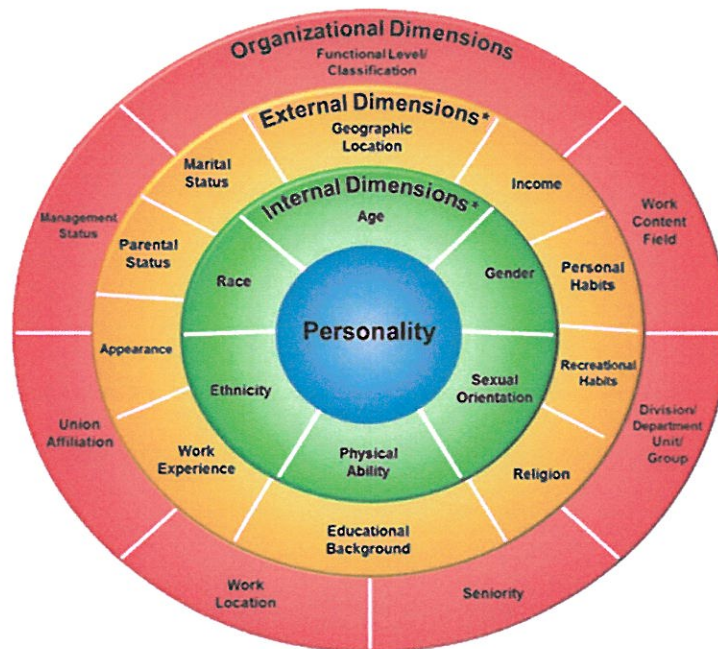 Organizational Dimensions
Functional Level/
Classification
External Dimensions*
Geographic
Location
Marital
Status
Income
Internal Dimensions*
Age
Management
Status
Work
Content
Field
Parental
Status
Race
Gender
Personal
Habits
Personality
Appearance
Ethnicity
Sexual
Orientation
Recreational
Habits
Union
Affiliation
Division/
Department
Unit/
Group
Work
Experience
Physical
Ability
Religion
Educational
Background
Work
Location
Seniority